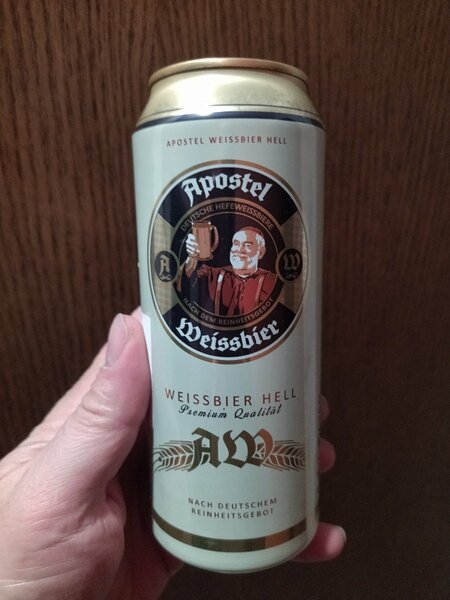 APOSTEL WEISSBIER HELL
Apostel
DEUTSCHE HEFEWEISSBIERE
A
W
NACH DEM REINHEITSGEBOT
Weissbier
WEISSBIER HELL
Premium Qualität
AW
NACH DEUTSCHEM
REINHEITSGEBOT